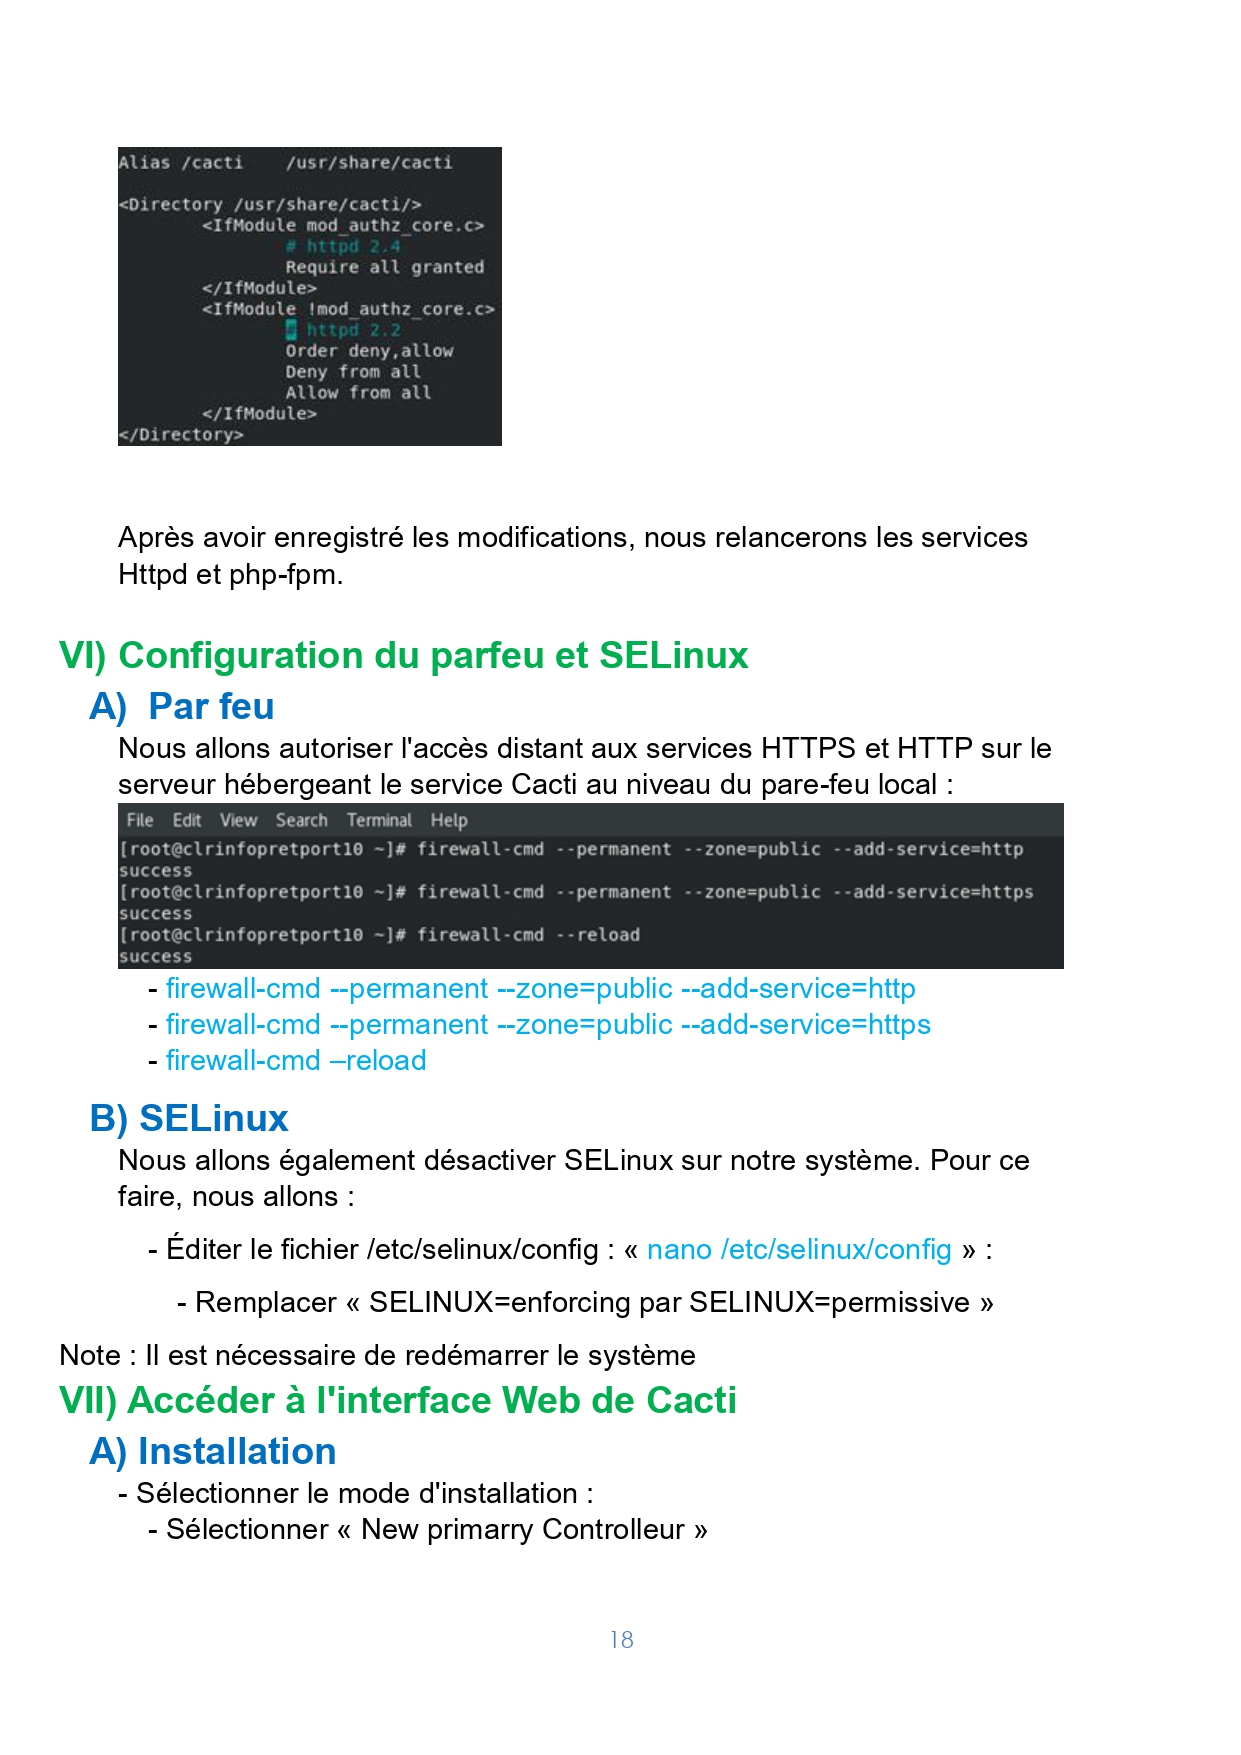 Alias /cacti    /usr/share/cacti
<Directory /usr/share/cacti/>
        <IfModule mod_authz_core.c>
                # httpd 2.4
                Require all granted
        </IfModule>
        <IfModule !mod_authz_core.c>
                # httpd 2.2
                Order deny,allow
                Deny from all
                Allow from all
        </IfModule>
</Directory>
Après avoir enregistré les modifications, nous relancerons les services
Httpd et php-fpm.
VI) Configuration du parfeu et SELinux
A)  Par feu
Nous allons autoriser l'accès distant aux services HTTPS et HTTP sur le
serveur hébergeant le service Cacti au niveau du pare-feu local :
File Edit View Search Terminal Help
[root@clrinfopretport10 ~]# firewall-cmd --permanent --zone=public --add-service=http
success
[root@clrinfopretport10 ~]# firewall-cmd --permanent --zone=public --add-service=https
success
[root@clrinfopretport10 ~]# firewall-cmd --reload
success
- firewall-cmd --permanent --zone=public --add-service=http
- firewall-cmd --permanent --zone=public --add-service=https
- firewall-cmd –reload
B) SELinux
Nous allons également désactiver SELinux sur notre système. Pour ce
faire, nous allons :
- Éditer le fichier /etc/selinux/config : « nano /etc/selinux/config » :
- Remplacer « SELINUX=enforcing par SELINUX=permissive »
Note : Il est nécessaire de redémarrer le système
VII) Accéder à l'interface Web de Cacti
A) Installation
- Sélectionner le mode d'installation :
- Sélectionner « New primarry Controlleur »
18